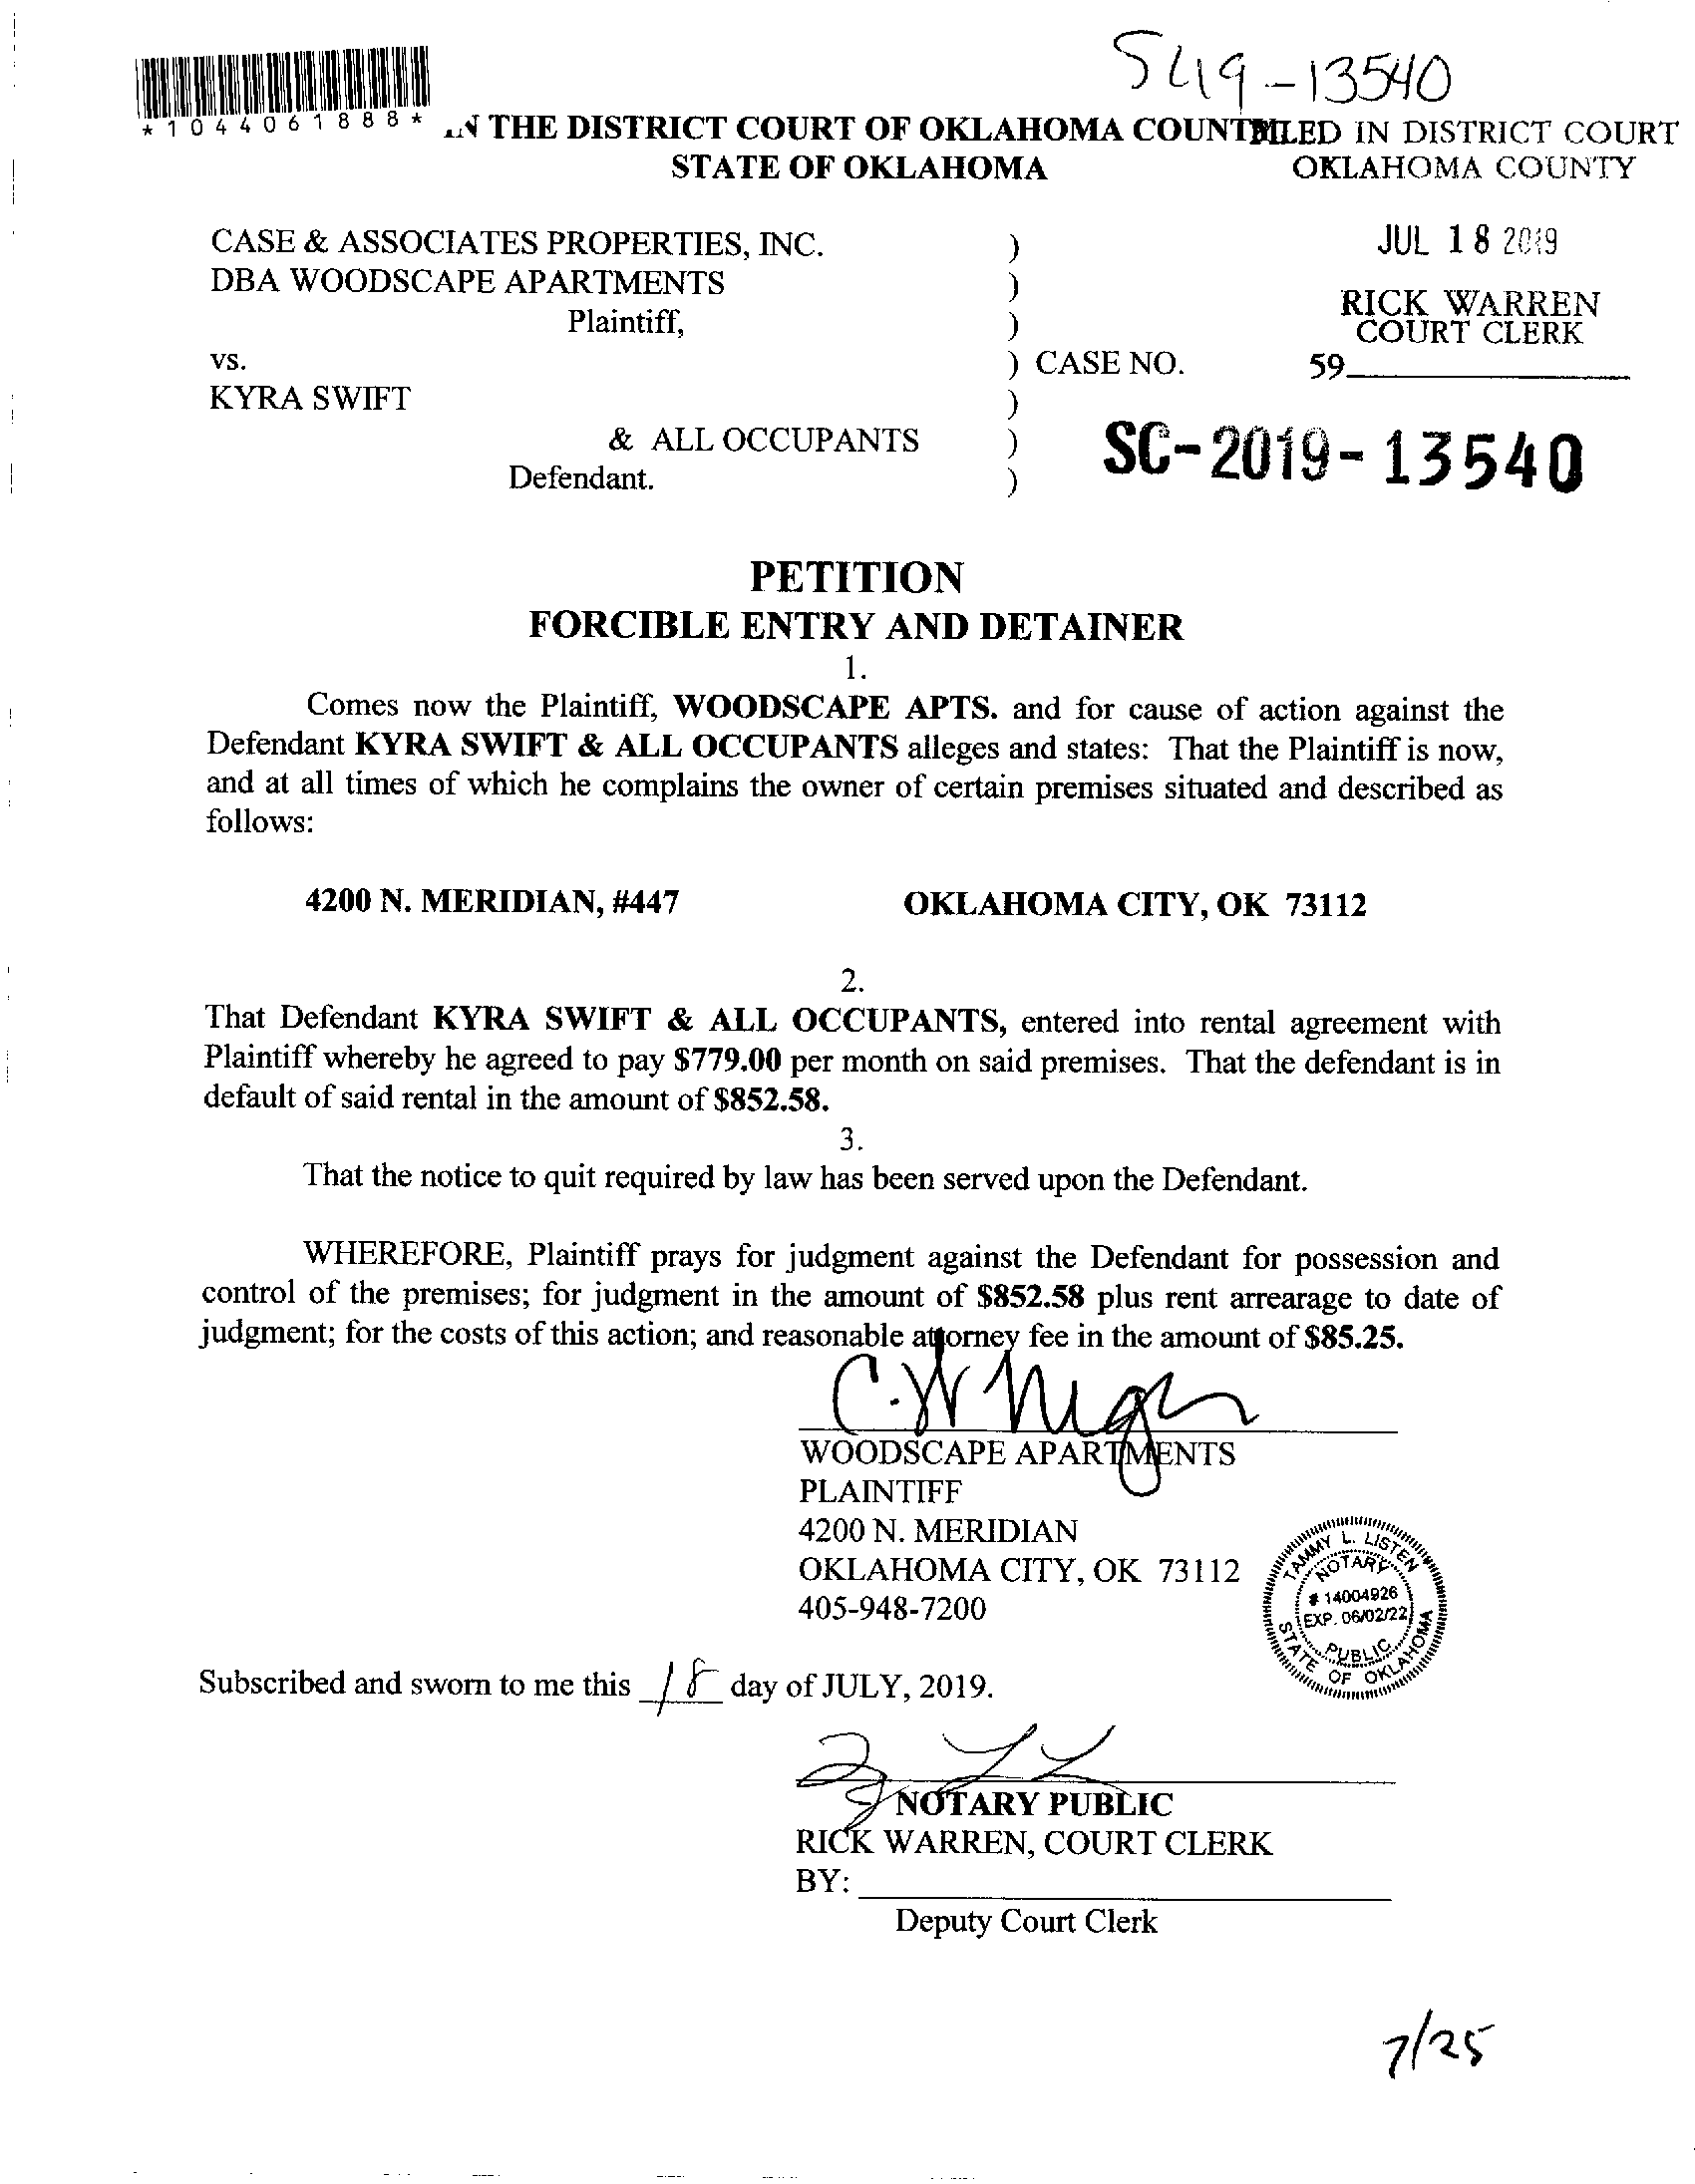 SC19-13540
*1044061888*
IN THE DISTRICT COURT OF OKLAHOMA COUNTY
STATE OF OKLAHOMA
FILED IN DISTRICT COURT
OKLAHOMA COUNTY
JUL 18 2019
RICK WARREN
COURT CLERK
59
CASE & ASSOCIATES PROPERTIES, INC. )
DBA WOODSCAPE APARTMENTS )
Plaintiff, )
vs. ) CASE NO.
KYRA SWIFT )
& ALL OCCUPANTS )
Defendant. )
SC-2019-13540
PETITION
FORCIBLE ENTRY AND DETAINER
1.
Comes now the Plaintiff, WOODSCAPE APTS. and for cause of action against the
Defendant KYRA SWIFT & ALL OCCUPANTS alleges and states: That the Plaintiff is now,
and at all times of which he complains the owner of certain premises situated and described as
follows:
4200 N. MERIDIAN, #447 OKLAHOMA CITY, OK 73112
2.
That Defendant KYRA SWIFT & ALL OCCUPANTS, entered into rental agreement with
Plaintiff whereby he agreed to pay $779.00 per month on said premises. That the defendant is in
default of said rental in the amount of $852.58.
3.
That the notice to quit required by law has been served upon the Defendant.
WHEREFORE, Plaintiff prays for judgment against the Defendant for possession and
control of the premises; for judgment in the amount of $852.58 plus rent arrearage to date of
judgment; for the costs of this action; and reasonable attorney fee in the amount of $85.25.
WOODSCAPE APARTMENTS
PLAINTIFF
4200 N. MERIDIAN
OKLAHOMA CITY, OK 73112
405-948-7200
TAMMY L. LISTEN
NOTARY
# 14004926
EXP. 06/02/22
PUBLIC
STATE OF OKLAHOMA
Subscribed and sworn to me this 18 day of JULY, 2019.
NOTARY PUBLIC
RICK WARREN, COURT CLERK
BY:
Deputy Court Clerk
7/25